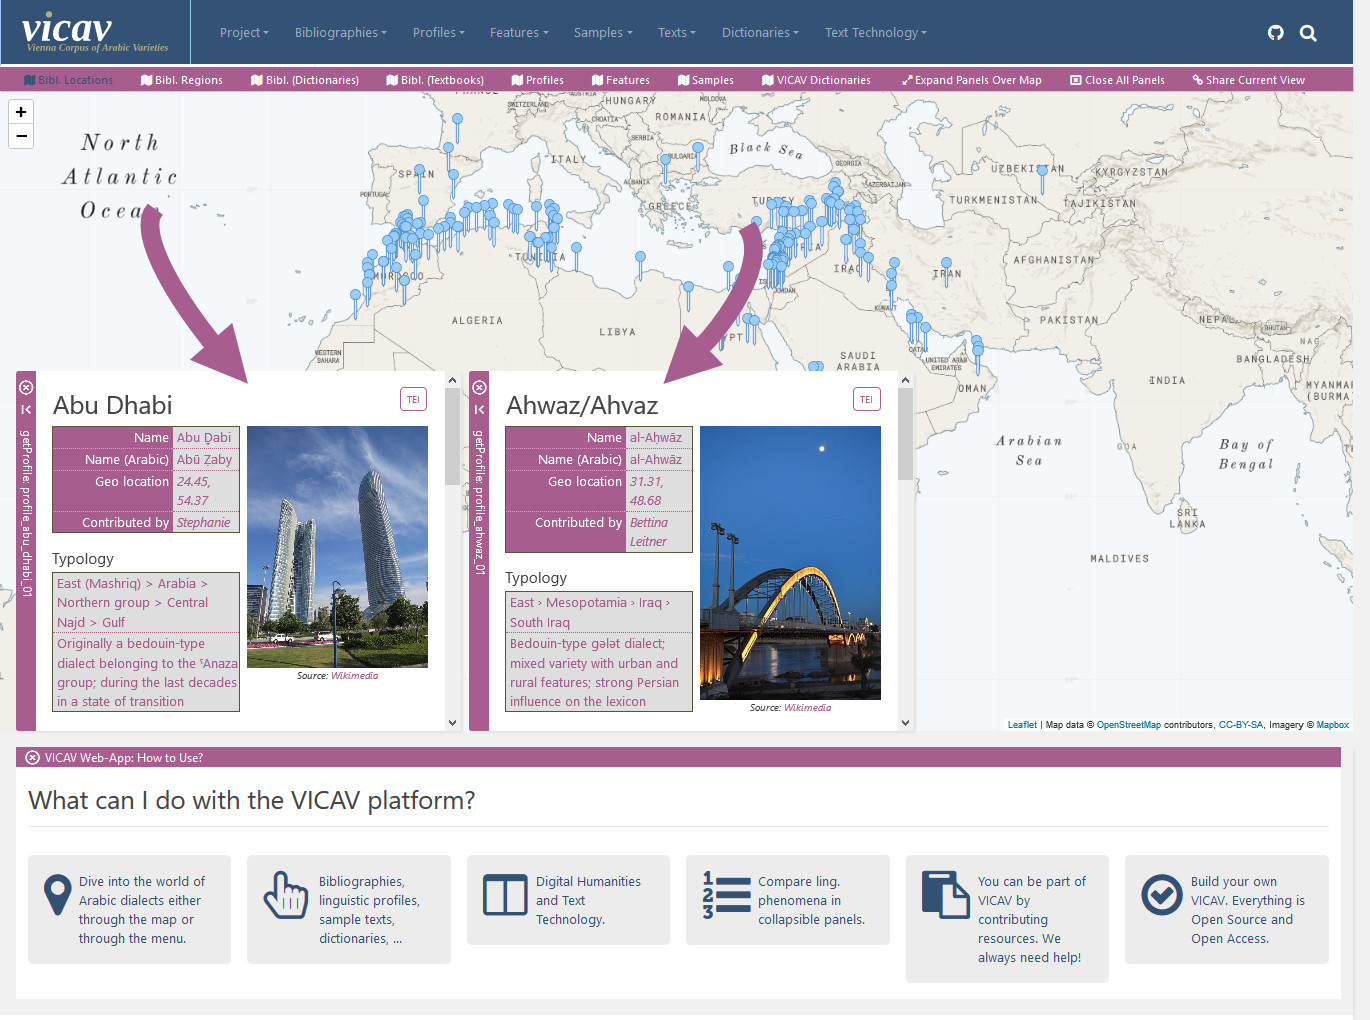 vicav
Vienna Corpus of Arabic Varieties
Project
Bibliographies
Profiles
Features
Samples
Texts
Dictionaries
Text Technology
Bibl. Locations
Bibl. Regions
Bibl. (Dictionaries)
Bibl. (Textbooks)
Profiles
Features
Samples
VICAV Dictionaries
Expand Panels Over Map
Close All Panels
Share Current View
+
−
North
Atlantic
SWITZERLAND
AUSTRIA
HUNGARY
MOLDOVA
CROATIA
ROMANIA
SERBIA
ITALY
BULGARIA
Black Sea
GEORGIA
ALBANIA
AZERBAIJAN
SPAIN
PORTUGAL
GREECE
UZBEKISTAN
KYRGYZSTAN
TURKMENISTAN
TAJIKISTAN
AFGHANISTAN
IRAQ
IRAN
JORDAN
KUWAIT
ALGERIA
LIBYA
WESTERN
SAHARA
SAUDI
ARABIA
UNITED ARAB
EMIRATES
OMAN
PAKISTAN
NEPAL
BHUTAN
BANGLADESH
INDIA
Arabian
Sea
GOA
Bay of
Bengal
SRI
LANKA
MALDIVES
getProfile: profile_abu_dhabi_01
Abu Dhabi
TEI
Name Abu Ḏabi
Name (Arabic) Abū Ẓaby
Geo location 24.45,
54.37
Contributed by Stephanie
Typology
East (Mashriq) > Arabia >
Northern group > Central
Najd > Gulf
Originally a bedouin-type
dialect belonging to the ʿAnaza
group; during the last decades
in a state of transition
Source: Wikimedia
getProfile: profile_ahwaz_01
Ahwaz/Ahvaz
TEI
Name al-Aḥwāz
Name (Arabic) al-Ahwāz
Geo location 31.31,
48.68
Contributed by Bettina
Leitner
Typology
East › Mesopotamia › Iraq ›
South Iraq
Bedouin-type gələt dialect;
mixed variety with urban and
rural features; strong Persian
influence on the lexicon
Source: Wikimedia
Leaflet | Map data © OpenStreetMap contributors, CC-BY-SA, Imagery © Mapbox
VICAV Web-App: How to Use?
What can I do with the VICAV platform?
Dive into the world of
Arabic dialects either
through the map or
through the menu.
Bibliographies,
linguistic profiles,
sample texts,
dictionaries, ...
Digital Humanities
and Text
Technology.
1
2
3
Compare ling.
phenomena in
collapsible panels.
You can be part of
VICAV by
contributing
resources. We
always need help!
Build your own
VICAV. Everything is
Open Source and
Open Access.